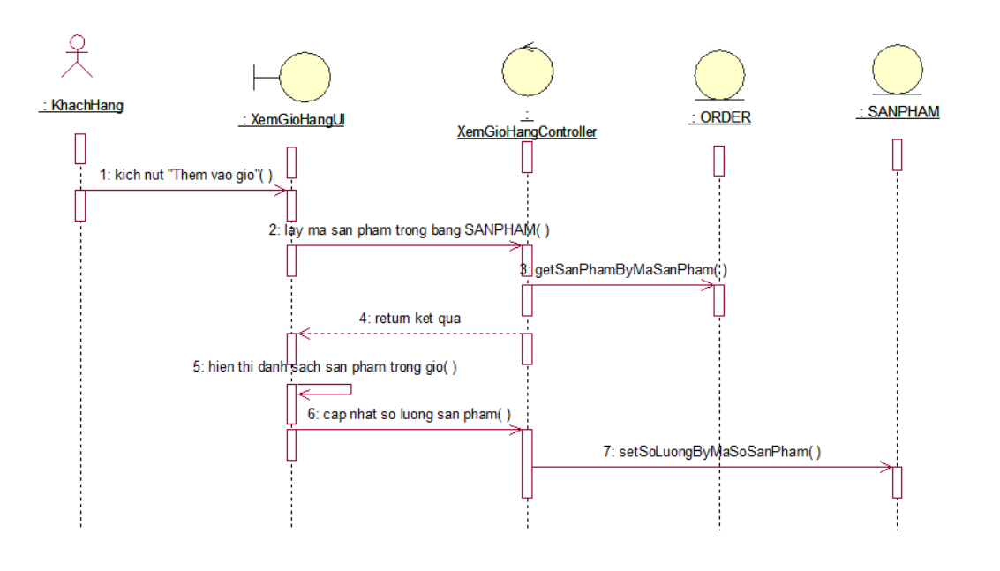 : KhachHang
: XemGioHangUI
:
XemGioHangController
: ORDER
: SANPHAM
1: kich nut "Them vao gio"( )
2: lay ma san pham trong bang SANPHAM( )
3: getSanPhamByMaSanPham( )
4: return ket qua
5: hien thi danh sach san pham trong gio( )
6: cap nhat so luong san pham( )
7: setSoLuongByMaSoSanPham( )